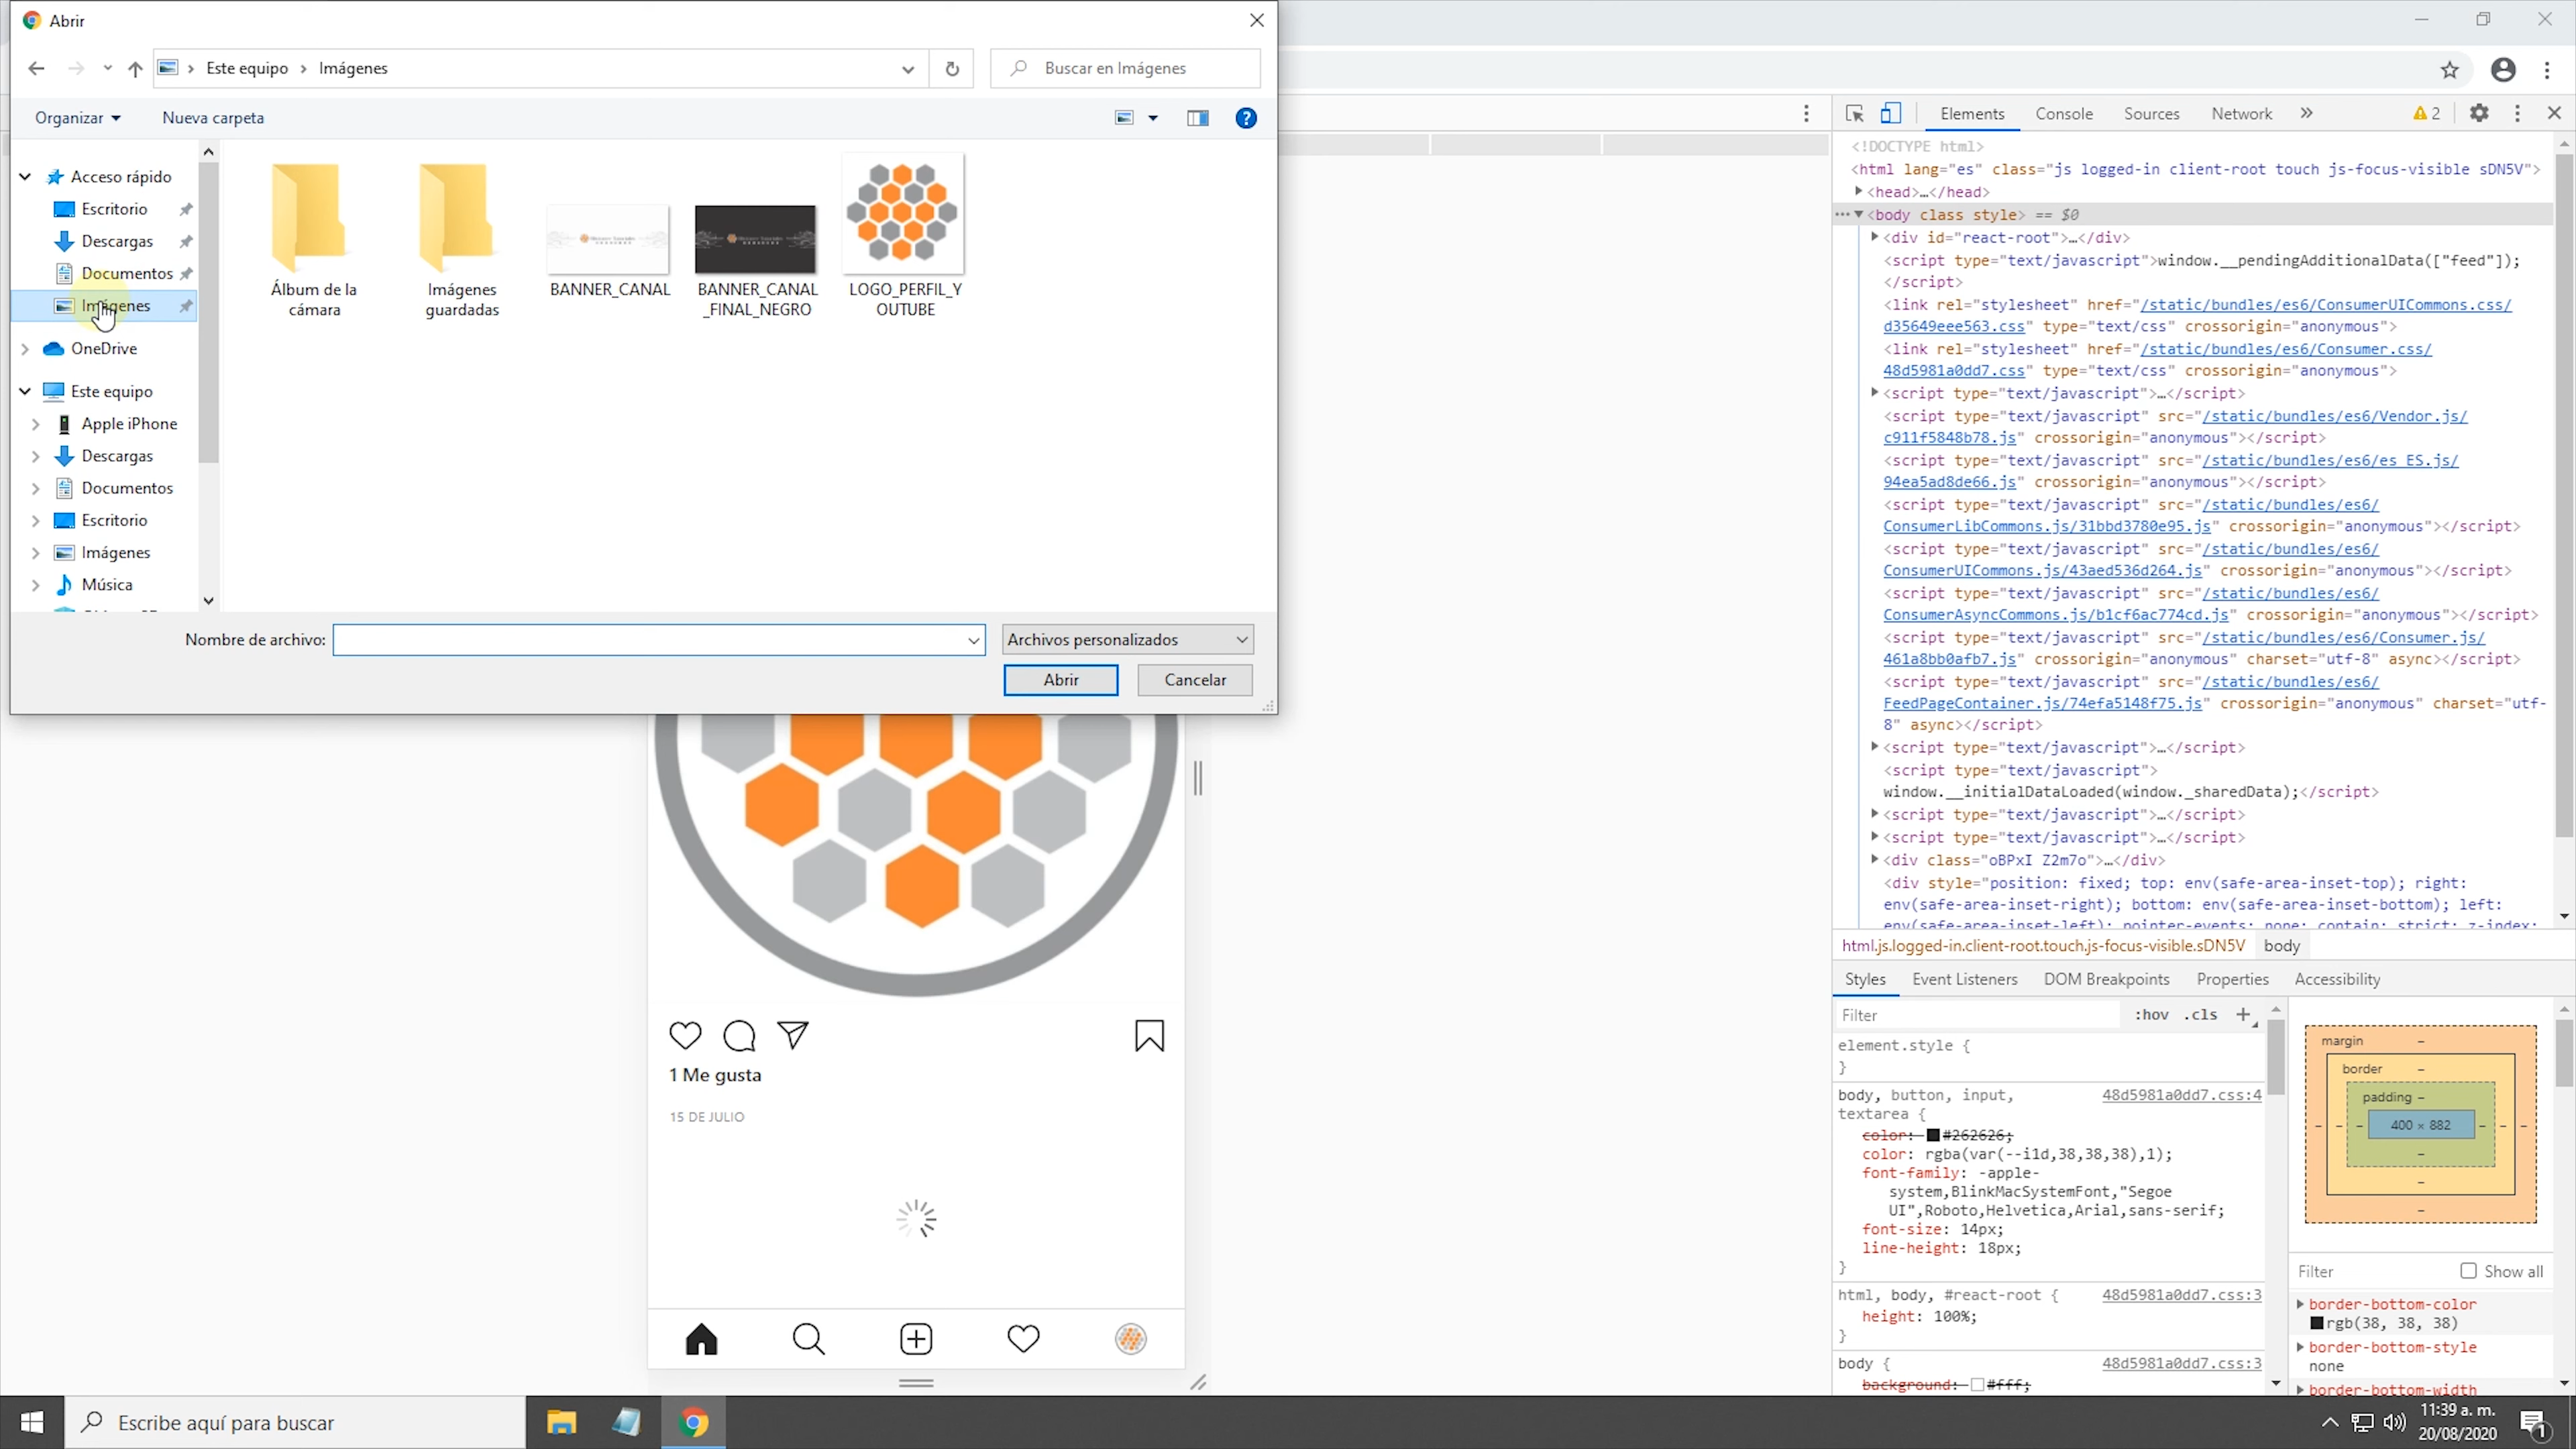 Abrir
Este equipo
Imágenes
Buscar en Imágenes
Organizar
Nueva carpeta
Acceso rápido
Escritorio
Descargas
Documentos
Imágenes
OneDrive
Este equipo
Apple iPhone
Descargas
Documentos
Escritorio
Imágenes
Música
Álbum de la
cámara
Imágenes
guardadas
BANNER_CANAL
BANNER_CANAL
_FINAL_NEGRO
LOGO_PERFIL_Y
OUTUBE
Nombre de archivo:
Archivos personalizados
Abrir
Cancelar
1 Me gusta
15 DE JULIO
Elements
Console
Sources
Network
2
<!DOCTYPE html>
<html lang="es" class="js logged-in client-root touch js-focus-visible sDN5V">
<head>…</head>
<body class style> == $0
<div id="react-root">…</div>
<script type="text/javascript">window.__pendingAdditionalData(["feed"]);
</script>
<link rel="stylesheet" href="/static/bundles/es6/ConsumerUICommons.css/
d35649eee563.css" type="text/css" crossorigin="anonymous">
<link rel="stylesheet" href="/static/bundles/es6/Consumer.css/
48d5981a0dd7.css" type="text/css" crossorigin="anonymous">
<script type="text/javascript">…</script>
<script type="text/javascript" src="/static/bundles/es6/Vendor.js/
c911f5848b78.js" crossorigin="anonymous"></script>
<script type="text/javascript" src="/static/bundles/es6/es_ES.js/
94ea5ad8de66.js" crossorigin="anonymous"></script>
<script type="text/javascript" src="/static/bundles/es6/
ConsumerLibCommons.js/31bbd3780e95.js" crossorigin="anonymous"></script>
<script type="text/javascript" src="/static/bundles/es6/
ConsumerUICommons.js/43aed536d264.js" crossorigin="anonymous"></script>
<script type="text/javascript" src="/static/bundles/es6/
ConsumerAsyncCommons.js/b1cf6ac774cd.js" crossorigin="anonymous"></script>
<script type="text/javascript" src="/static/bundles/es6/Consumer.js/
461a8bb0afb7.js" crossorigin="anonymous" charset="utf-8" async></script>
<script type="text/javascript" src="/static/bundles/es6/
FeedPageContainer.js/74efa5148f75.js" crossorigin="anonymous" charset="utf-
8" async></script>
<script type="text/javascript">…</script>
<script type="text/javascript">
window.__initialDataLoaded(window._sharedData);</script>
<script type="text/javascript">…</script>
<script type="text/javascript">…</script>
<div class="oBPxI Z2m7o">…</div>
<div style="position: fixed; top: env(safe-area-inset-top); right:
env(safe-area-inset-right); bottom: env(safe-area-inset-bottom); left:
env(safe-area-inset-left); pointer-events: none; contain: strict; z-index:
html.js.logged-in.client-root.touch.js-focus-visible.sDN5V
body
Styles
Event Listeners
DOM Breakpoints
Properties
Accessibility
Filter
:hov
.cls
element.style {
}
body, button, input,
textarea {
48d5981a0dd7.css:4
color: #262626;
color: rgba(var(--i1d,38,38,38),1);
font-family: -apple-
system,BlinkMacSystemFont,"Segoe
UI",Roboto,Helvetica,Arial,sans-serif;
font-size: 14px;
line-height: 18px;
}
html, body, #react-root {
48d5981a0dd7.css:3
height: 100%;
}
body {
48d5981a0dd7.css:3
background: #fff;
margin
border
padding
400 × 882
Filter
Show all
border-bottom-color
rgb(38, 38, 38)
border-bottom-style
none
border-bottom-width
Escribe aquí para buscar
11:39 a. m.
20/08/2020
1